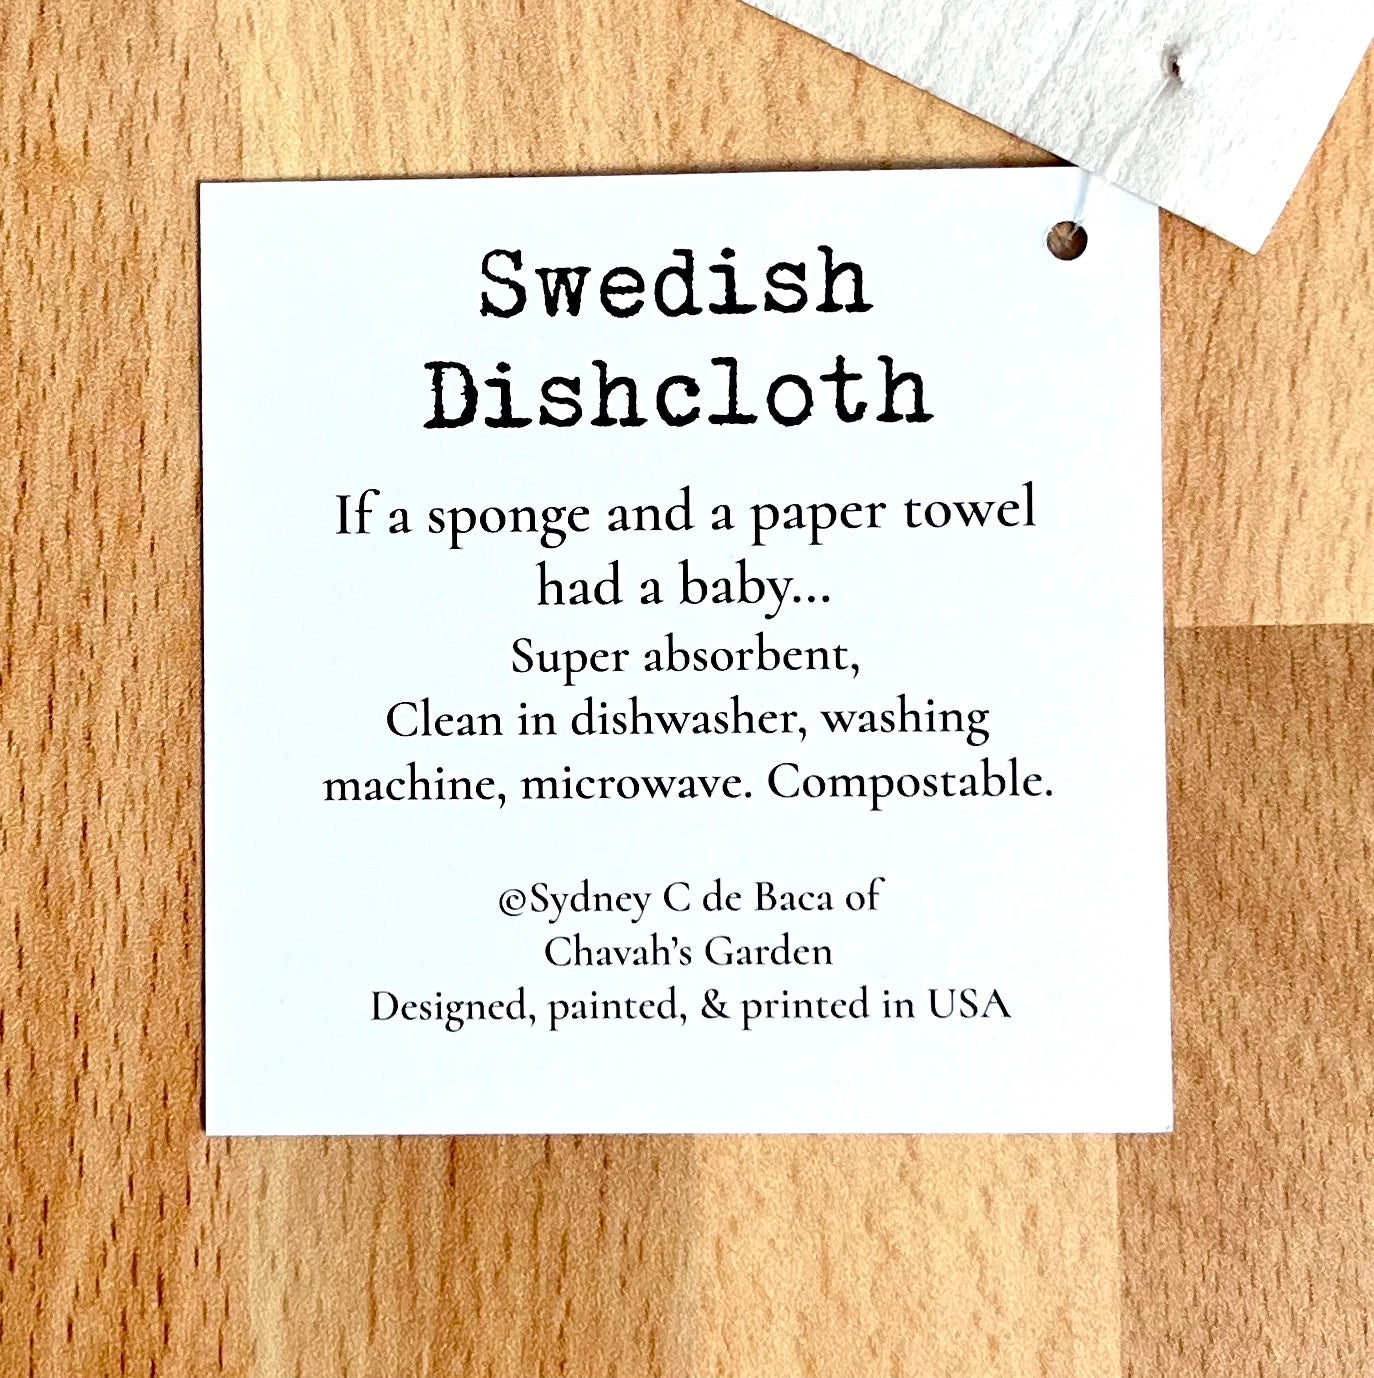 Swedish
Dishcloth
If a sponge and a paper towel
had a baby...
Super absorbent,
Clean in dishwasher, washing
machine, microwave. Compostable.
©Sydney C de Baca of
Chavah's Garden
Designed, painted, & printed in USA